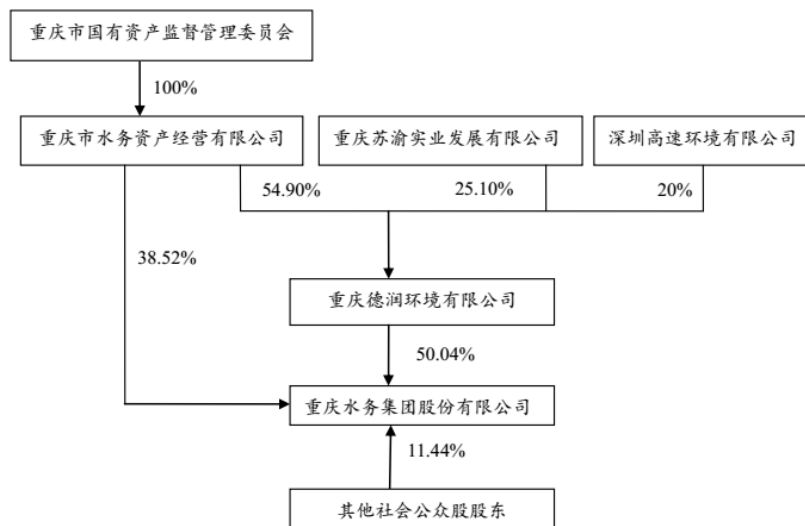 重庆市国有资产监督管理委员会
100%
重庆市水务资产经营有限公司
重庆苏渝实业发展有限公司
深圳高速环境有限公司
54.90%
25.10%
20%
38.52%
重庆德润环境有限公司
50.04%
重庆水务集团股份有限公司
11.44%
其他社会公众股股东